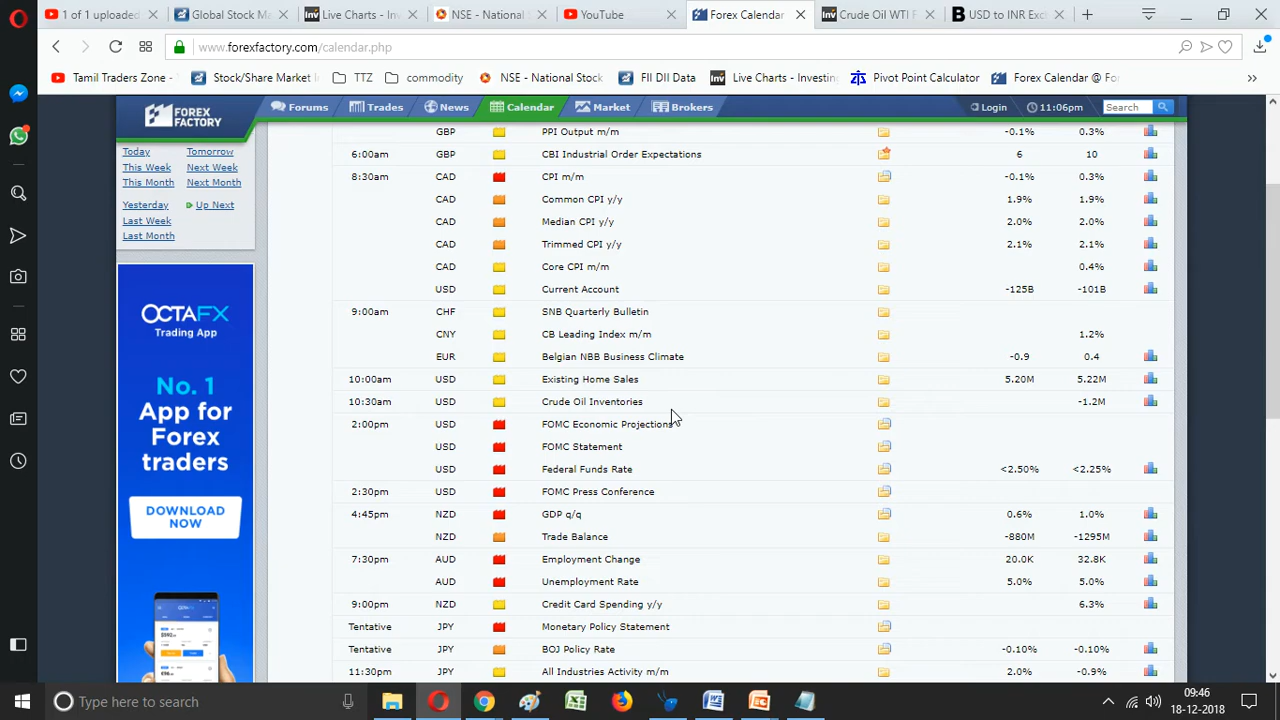 1 of 1 uploaded
Global Stock Ma
Live Charts - Inv
NSE - National S
YouTube
Forex Calendar
Crude Oil WTI F
USD to INR Exc
www.forexfactory.com/calendar.php
Tamil Traders Zone -
Stock/Share Market
TTZ
commodity
NSE - National Stock
FII DII Data
Live Charts - Investin
Pivot Point Calculator
Forex Calendar @ Fo
FOREX FACTORY
Forums
Trades
News
Calendar
Market
Brokers
Login
11:06pm
Search
Today Tomorrow
This Week Next Week
This Month Next Month
Yesterday Up Next
Last Week
Last Month
OCTAFX
Trading App
No. 1
App for
Forex
traders
DOWNLOAD
NOW
GBP PPI Output m/m -0.1% 0.3%
6:00am GBP CBI Industrial Order Expectations 6 10
8:30am CAD CPI m/m -0.1% 0.3%
CAD Common CPI y/y 1.9% 1.9%
CAD Median CPI y/y 2.0% 2.0%
CAD Trimmed CPI y/y 2.1% 2.1%
CAD Core CPI m/m 0.4%
USD Current Account -125B -101B
9:00am CHF SNB Quarterly Bulletin
CNY CB Leading Index m/m 1.2%
EUR Belgian NBB Business Climate -0.9 0.4
10:00am USD Existing Home Sales 5.20M 5.22M
10:30am USD Crude Oil Inventories -1.2M
2:00pm USD FOMC Economic Projections
USD FOMC Statement
USD Federal Funds Rate <2.50% <2.25%
2:30pm USD FOMC Press Conference
4:45pm NZD GDP q/q 0.6% 1.0%
NZD Trade Balance -880M -1295M
7:30pm AUD Employment Change 20.0K 32.8K
AUD Unemployment Rate 5.0% 5.0%
9:00pm NZD Credit Card Spending y/y 6.3%
Tentative JPY Monetary Policy Statement
Tentative JPY BOJ Policy Rate -0.10% -0.10%
11:30pm JPY All Industries Activity m/m 2.0% -0.9%
Type here to search
09:46
18-12-2018